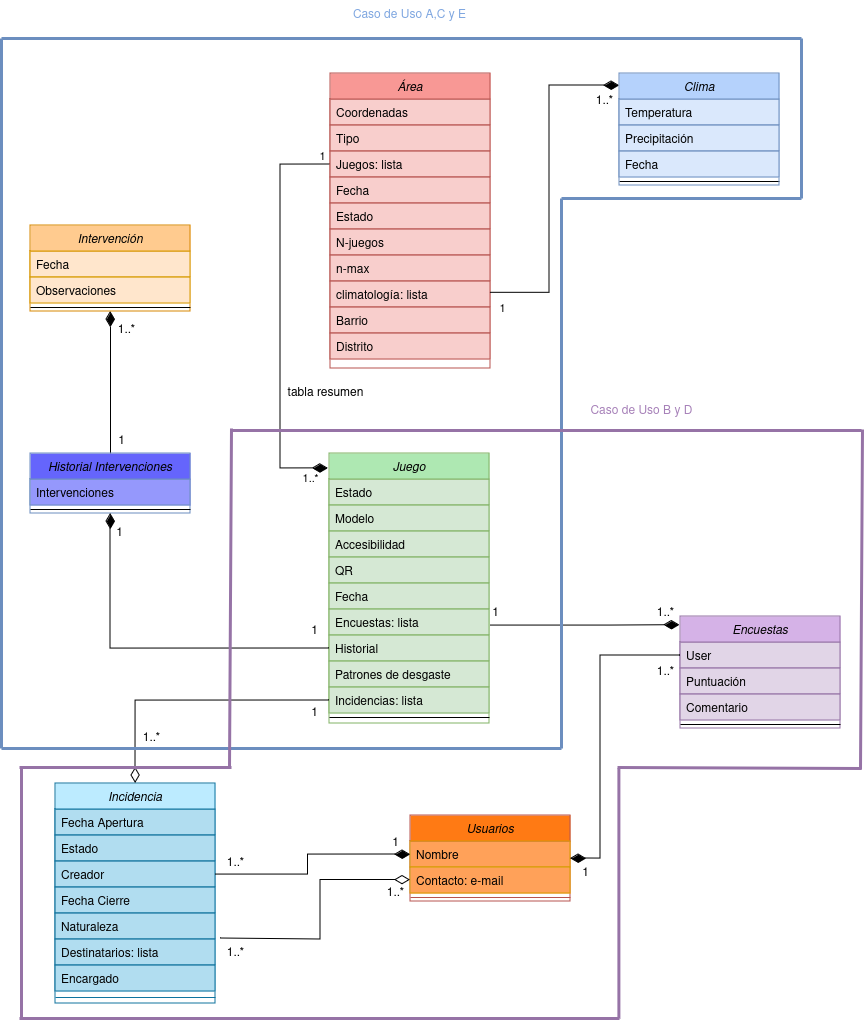 Caso de Uso A,C y E
Área
Coordenadas
Tipo
Juegos: lista
Fecha
Estado
N-juegos
n-max
climatología: lista
Barrio
Distrito
1
1
Clima
Temperatura
Precipitación
Fecha
1..*
Intervención
Fecha
Observaciones
1..*
1
Historial Intervenciones
Intervenciones
1
tabla resumen
Caso de Uso B y D
1..*
Juego
Estado
Modelo
Accesibilidad
QR
Fecha
Encuestas: lista
Historial
Patrones de desgaste
Incidencias: lista
1
1
1
1..*
Encuestas
User
Puntuación
Comentario
1..*
1..*
Incidencia
Fecha Apertura
Estado
Creador
Fecha Cierre
Naturaleza
Destinatarios: lista
Encargado
1..*
1..*
1
1..*
Usuarios
Nombre
Contacto: e-mail
1